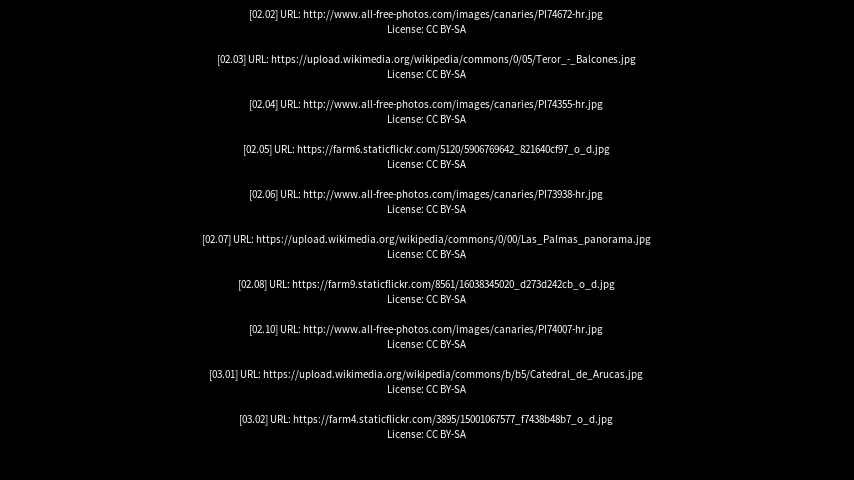 [02.02] URL: http://www.all-free-photos.com/images/canaries/PI74672-hr.jpg
License: CC BY-SA
[02.03] URL: https://upload.wikimedia.org/wikipedia/commons/0/05/Teror_-_Balcones.jpg
License: CC BY-SA
[02.04] URL: http://www.all-free-photos.com/images/canaries/PI74355-hr.jpg
License: CC BY-SA
[02.05] URL: https://farm6.staticflickr.com/5120/5906769642_821640cf97_o_d.jpg
License: CC BY-SA
[02.06] URL: http://www.all-free-photos.com/images/canaries/PI73938-hr.jpg
License: CC BY-SA
[02.07] URL: https://upload.wikimedia.org/wikipedia/commons/0/00/Las_Palmas_panorama.jpg
License: CC BY-SA
[02.08] URL: https://farm9.staticflickr.com/8561/16038345020_d273d242cb_o_d.jpg
License: CC BY-SA
[02.10] URL: http://www.all-free-photos.com/images/canaries/PI74007-hr.jpg
License: CC BY-SA
[03.01] URL: https://upload.wikimedia.org/wikipedia/commons/b/b5/Catedral_de_Arucas.jpg
License: CC BY-SA
[03.02] URL: https://farm4.staticflickr.com/3895/15001067577_f7438b48b7_o_d.jpg
License: CC BY-SA